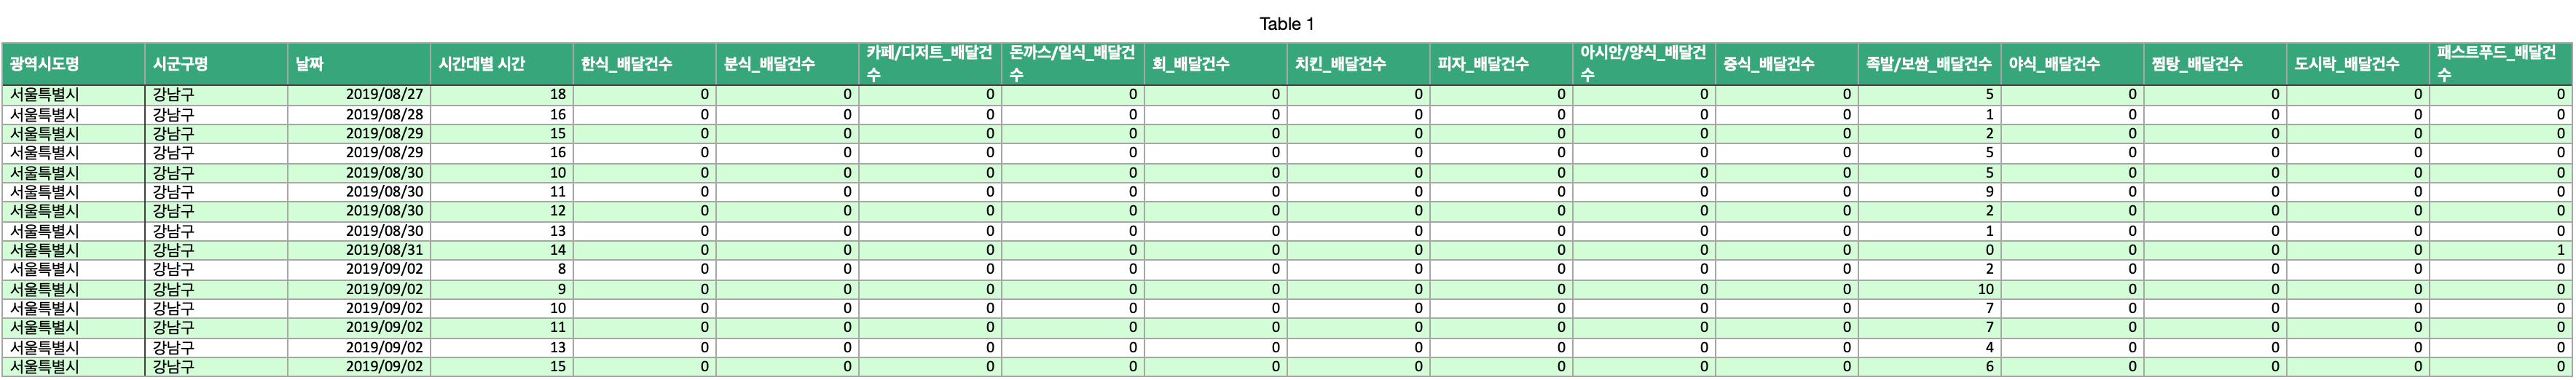 Table 1
광역시도명 시군구명 날짜 시간대별 시간 한식_배달건수 분식_배달건수 카페/디저트_배달건수 돈까스/일식_배달건수 회_배달건수 치킨_배달건수 피자_배달건수 아시안/양식_배달건수 중식_배달건수 족발/보쌈_배달건수 야식_배달건수 찜탕_배달건수 도시락_배달건수 패스트푸드_배달건수
서울특별시 강남구 2019/08/27 18 0 0 0 0 0 0 0 0 0 5 0 0 0 0
서울특별시 강남구 2019/08/28 16 0 0 0 0 0 0 0 0 0 1 0 0 0 0
서울특별시 강남구 2019/08/29 15 0 0 0 0 0 0 0 0 0 2 0 0 0 0
서울특별시 강남구 2019/08/29 16 0 0 0 0 0 0 0 0 0 5 0 0 0 0
서울특별시 강남구 2019/08/30 10 0 0 0 0 0 0 0 0 0 5 0 0 0 0
서울특별시 강남구 2019/08/30 11 0 0 0 0 0 0 0 0 0 9 0 0 0 0
서울특별시 강남구 2019/08/30 12 0 0 0 0 0 0 0 0 0 2 0 0 0 0
서울특별시 강남구 2019/08/30 13 0 0 0 0 0 0 0 0 0 1 0 0 0 0
서울특별시 강남구 2019/08/31 14 0 0 0 0 0 0 0 0 0 0 0 0 0 1
서울특별시 강남구 2019/09/02 8 0 0 0 0 0 0 0 0 0 2 0 0 0 0
서울특별시 강남구 2019/09/02 9 0 0 0 0 0 0 0 0 0 10 0 0 0 0
서울특별시 강남구 2019/09/02 10 0 0 0 0 0 0 0 0 0 7 0 0 0 0
서울특별시 강남구 2019/09/02 11 0 0 0 0 0 0 0 0 0 7 0 0 0 0
서울특별시 강남구 2019/09/02 13 0 0 0 0 0 0 0 0 0 4 0 0 0 0
서울특별시 강남구 2019/09/02 15 0 0 0 0 0 0 0 0 0 6 0 0 0 0